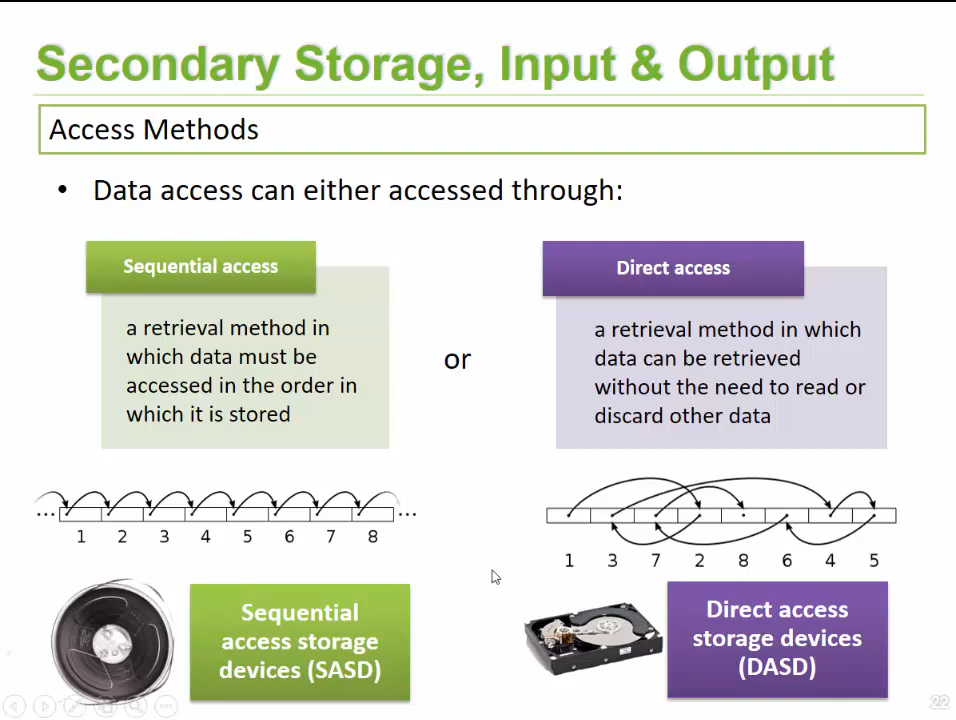 Secondary Storage, Input & Output
Access Methods
• Data access can either accessed through:
Sequential access
a retrieval method in
which data must be
accessed in the order in
which it is stored
or
Direct access
a retrieval method in which
data can be retrieved
without the need to read or
discard other data
... ...
1 2 3 4 5 6 7 8
1 3 7 2 8 6 4 5
Sequential
access storage
devices (SASD)
Direct access
storage devices
(DASD)
22